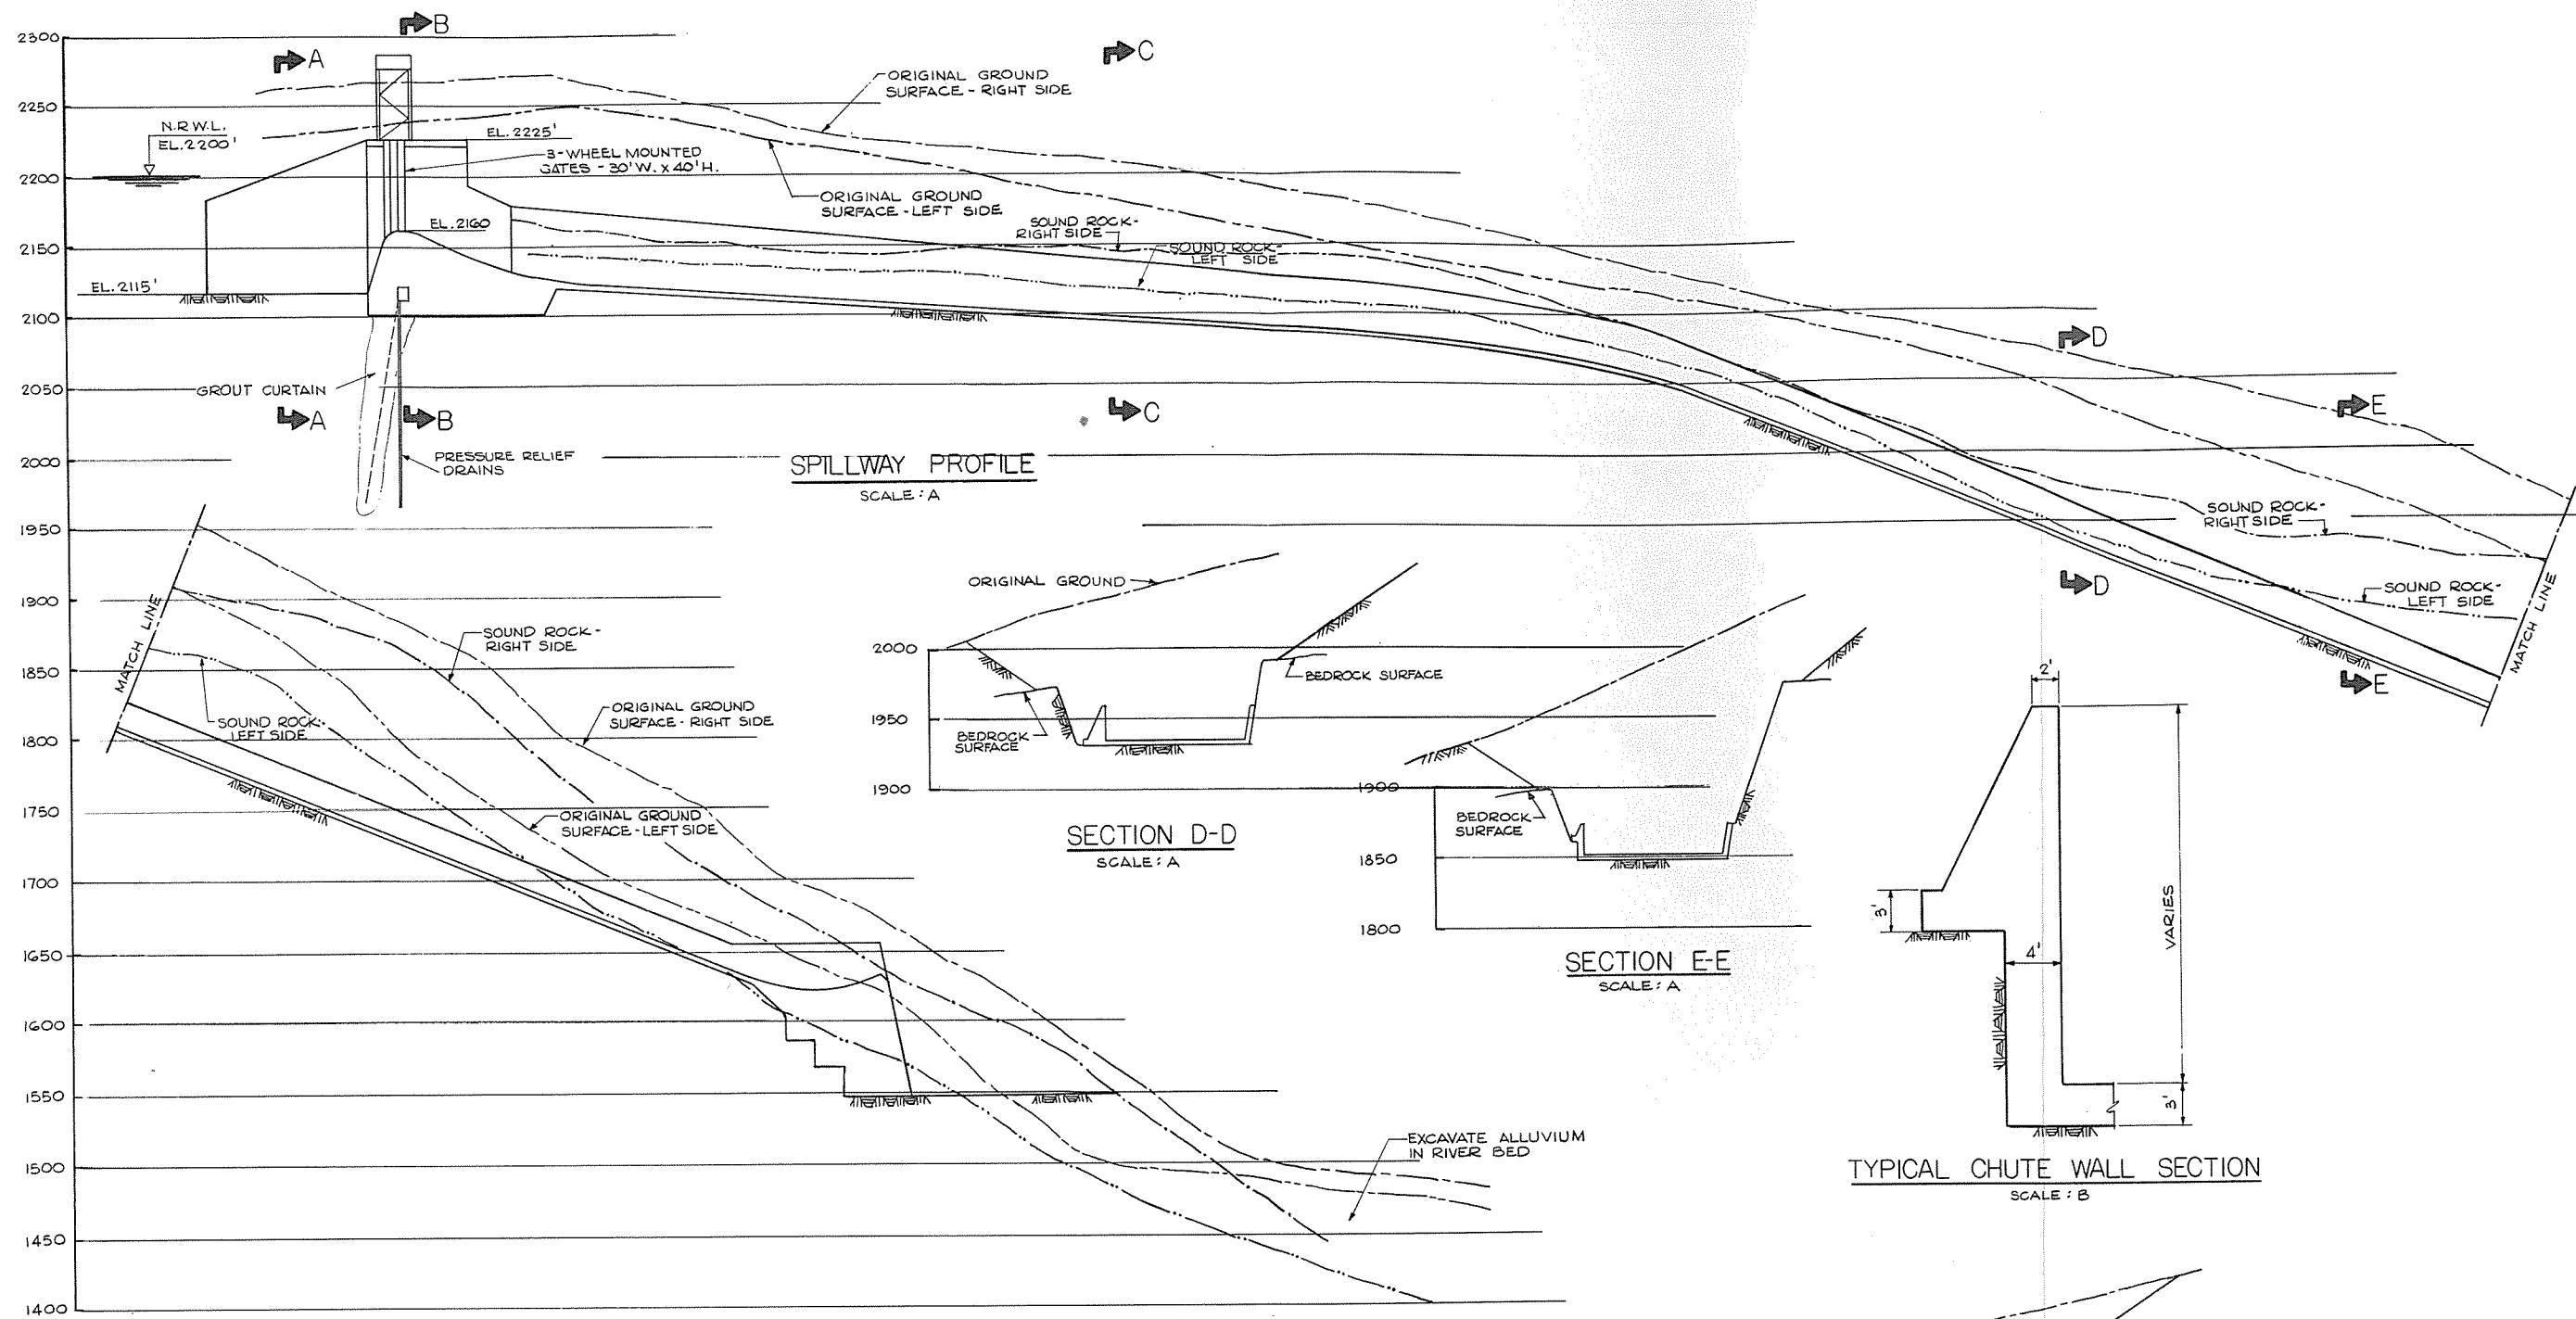 B
2300
A
C
ORIGINAL GROUND
SURFACE - RIGHT SIDE
2250
N.R.W.L.
EL. 2200'
EL. 2225'
3-WHEEL MOUNTED
GATES - 30' W. x 40' H.
2200
ORIGINAL GROUND
SURFACE - LEFT SIDE
EL. 2160
SOUND ROCK-
RIGHT SIDE
SOUND ROCK-
LEFT SIDE
2150
EL. 2115'
2100
D
2050
GROUT CURTAIN
A
B
C
E
PRESSURE RELIEF
DRAINS
2000
SPILLWAY PROFILE
SCALE : A
1950
SOUND ROCK-
RIGHT SIDE
ORIGINAL GROUND
D
SOUND ROCK-
LEFT SIDE
MATCH LINE
E
1900
MATCH LINE
SOUND ROCK-
RIGHT SIDE
1850
SOUND ROCK-
LEFT SIDE
ORIGINAL GROUND
SURFACE - RIGHT SIDE
1800
1750
ORIGINAL GROUND
SURFACE - LEFT SIDE
1700
1650
1600
1550
1500
EXCAVATE ALLUVIUM
IN RIVER BED
1450
1400
2000
BEDROCK SURFACE
1950
BEDROCK
SURFACE
1900
SECTION D-D
SCALE : A
1900
BEDROCK
SURFACE
1850
1800
SECTION E-E
SCALE : A
2'
3'
4'
VARIES
3'
TYPICAL CHUTE WALL SECTION
SCALE : B